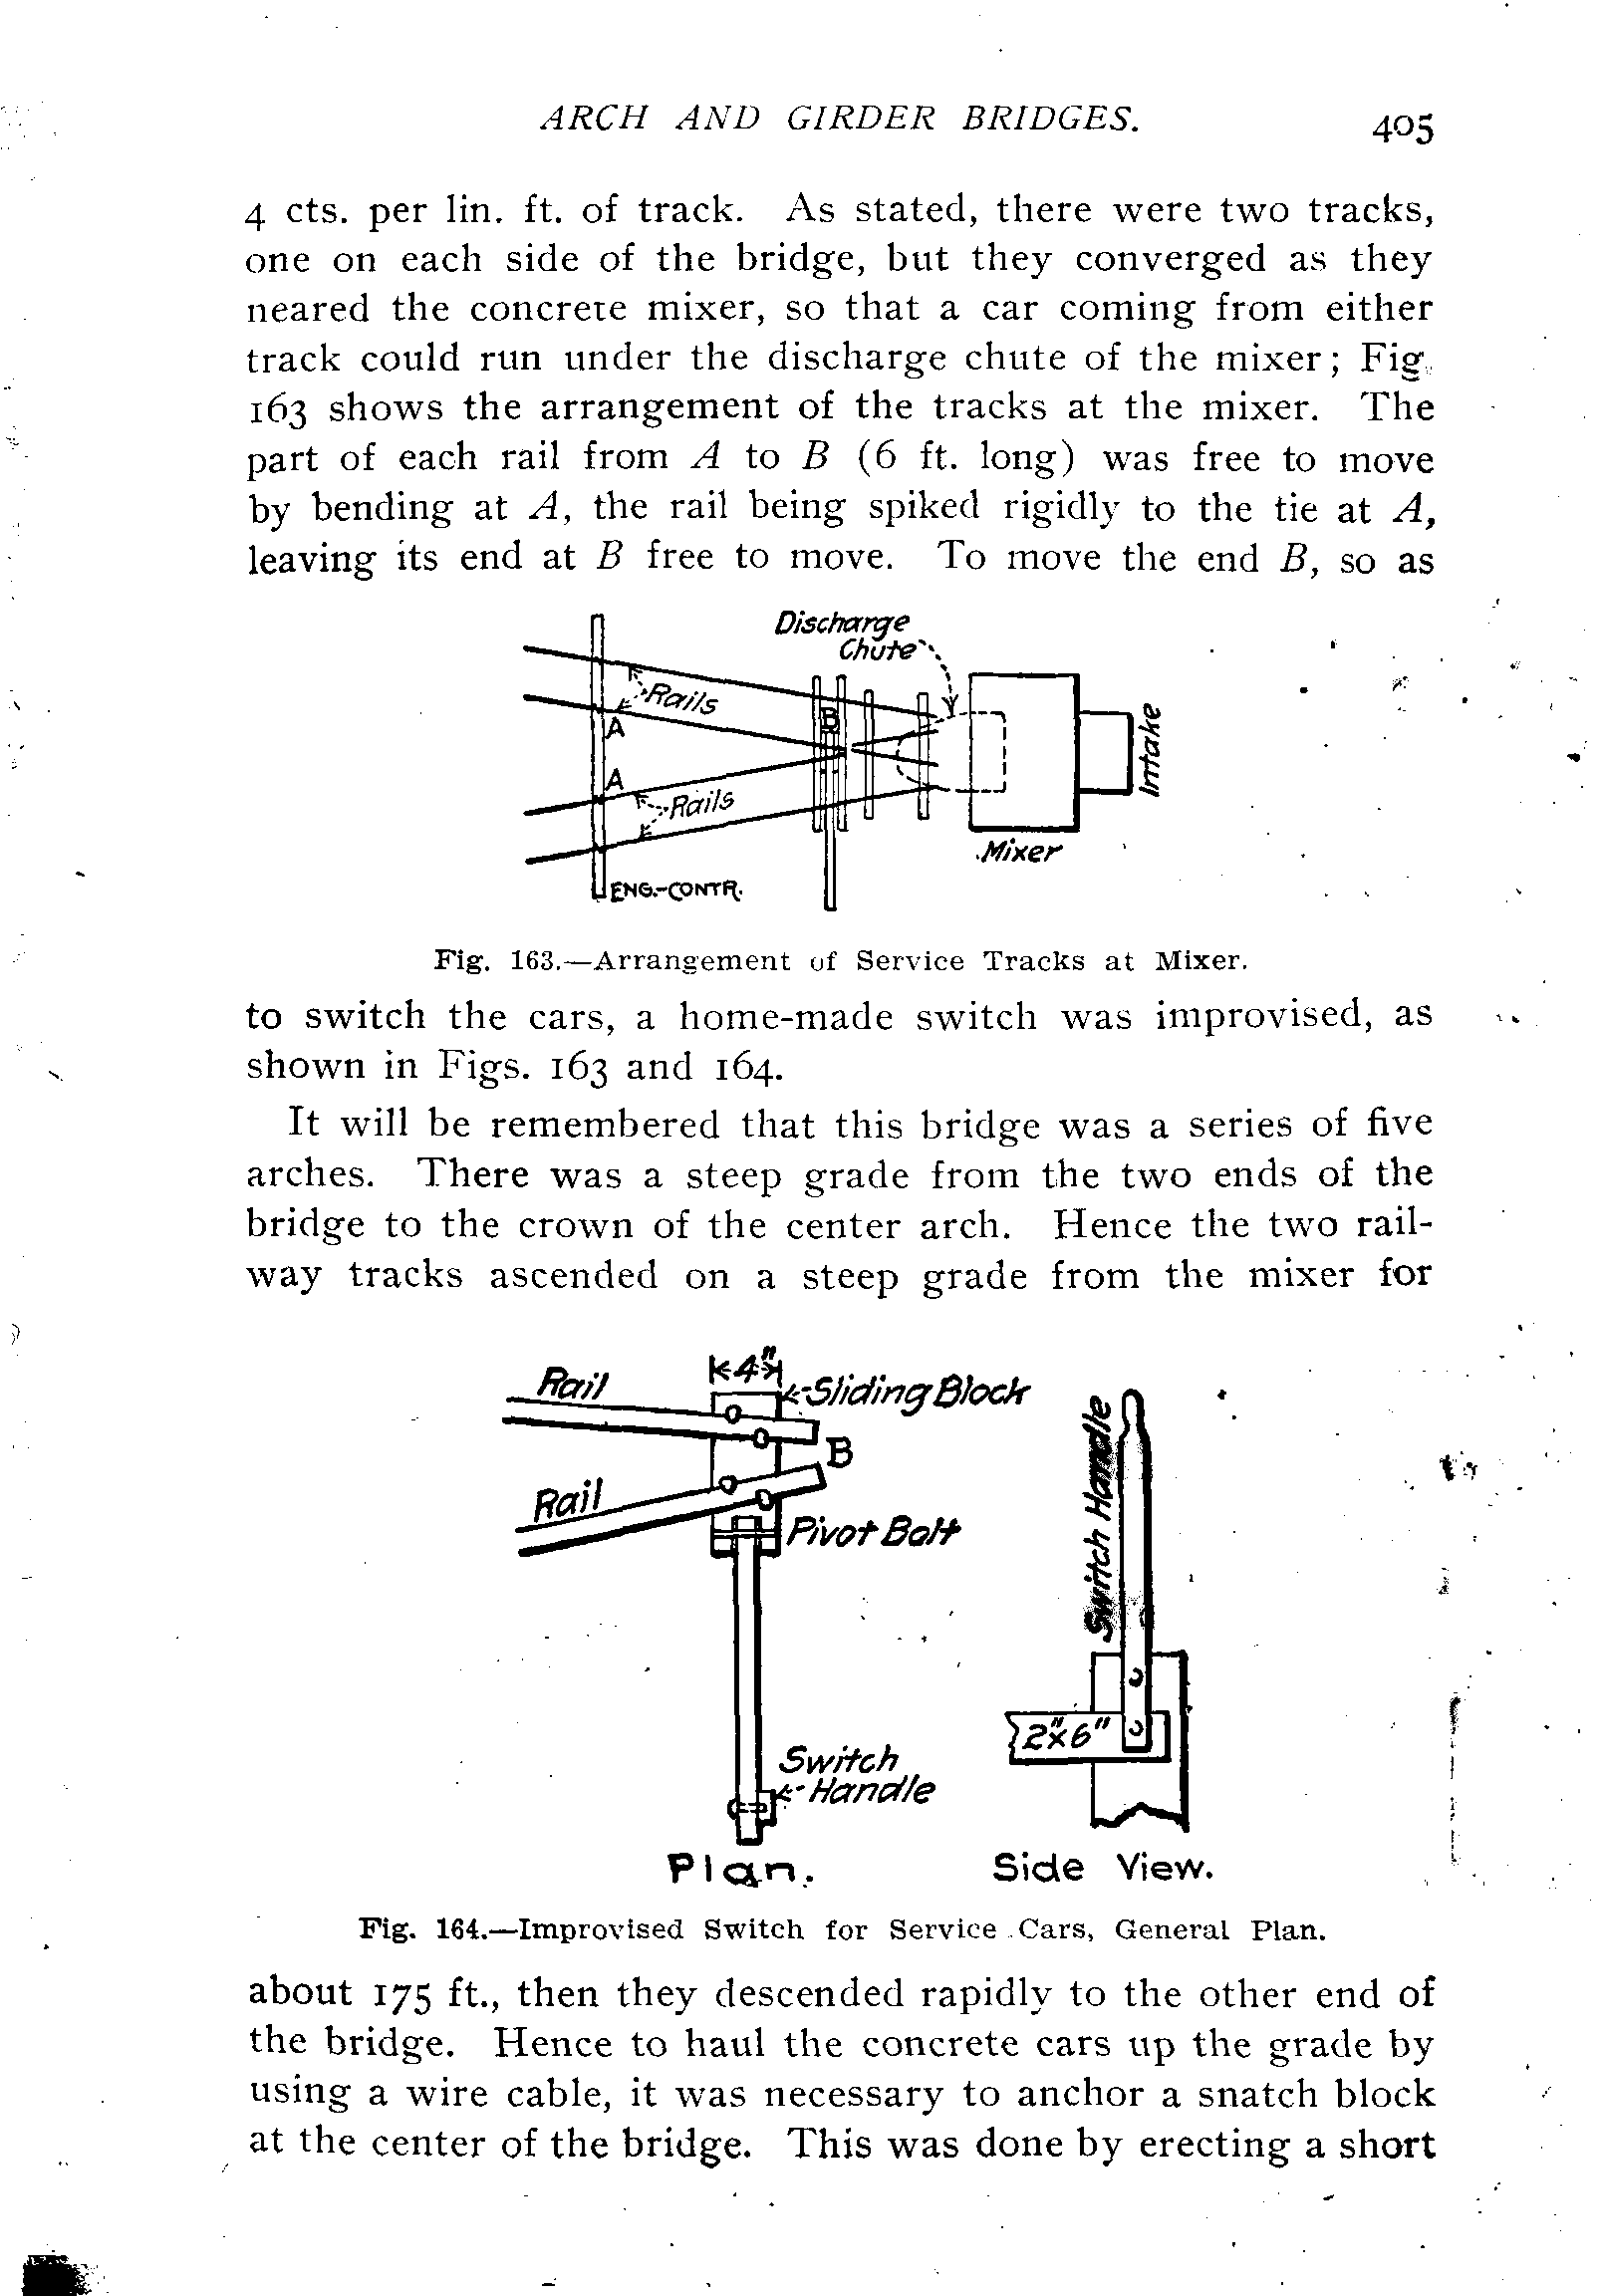 ARCH AND GIRDER BRIDGES. 405
4 cts. per lin. ft. of track. As stated, there were two tracks,
one on each side of the bridge, but they converged as they
neared the concrete mixer, so that a car coming from either
track could run under the discharge chute of the mixer; Fig.
163 shows the arrangement of the tracks at the mixer. The
part of each rail from A to B (6 ft. long) was free to move
by bending at A, the rail being spiked rigidly to the tie at A,
leaving its end at B free to move. To move the end B, so as
Discharge
Chute
Rails
A
B
A
Rails
Intake
Mixer
ENG.-CONTR.
Fig. 163.—Arrangement of Service Tracks at Mixer.
to switch the cars, a home-made switch was improvised, as
shown in Figs. 163 and 164.
It will be remembered that this bridge was a series of five
arches. There was a steep grade from the two ends of the
bridge to the crown of the center arch. Hence the two rail-
way tracks ascended on a steep grade from the mixer for
Rail
4"
Sliding Block
B
Rail
Pivot Bolt
Switch Handle
2"x6"
Switch
Handle
Plan.
Side View.
Fig. 164.—Improvised Switch for Service Cars, General Plan.
about 175 ft., then they descended rapidly to the other end of
the bridge. Hence to haul the concrete cars up the grade by
using a wire cable, it was necessary to anchor a snatch block
at the center of the bridge. This was done by erecting a short